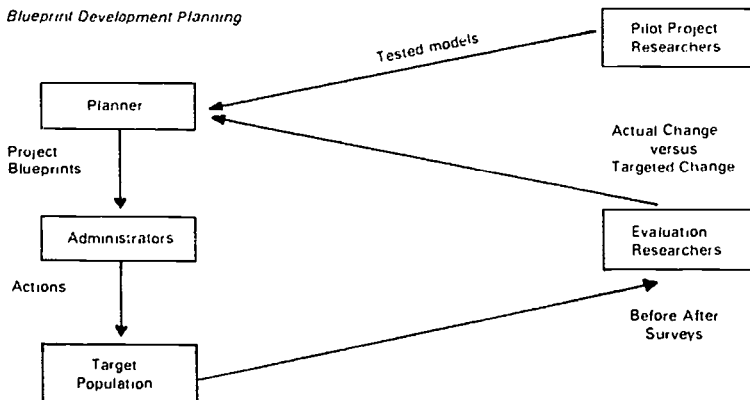 Blueprint Development Planning
Pilot Project
Researchers
Tested models
Planner
Project
Blueprints
Actual Change
versus
Targeted Change
Administrators
Evaluation
Researchers
Actions
Before After
Surveys
Target
Population